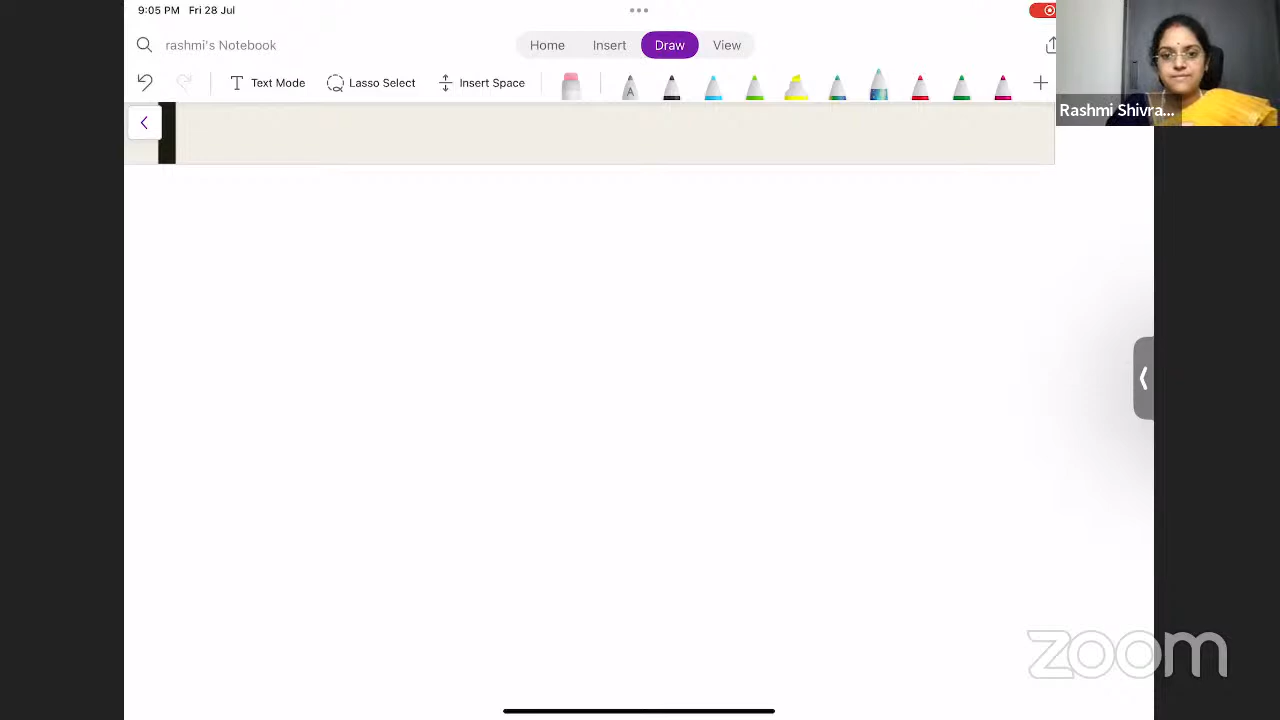 9:05 PM Fri 28 Jul
rashmi's Notebook
Home Insert Draw View
Text Mode Lasso Select Insert Space
A
Rashmi Shivra...
zoom